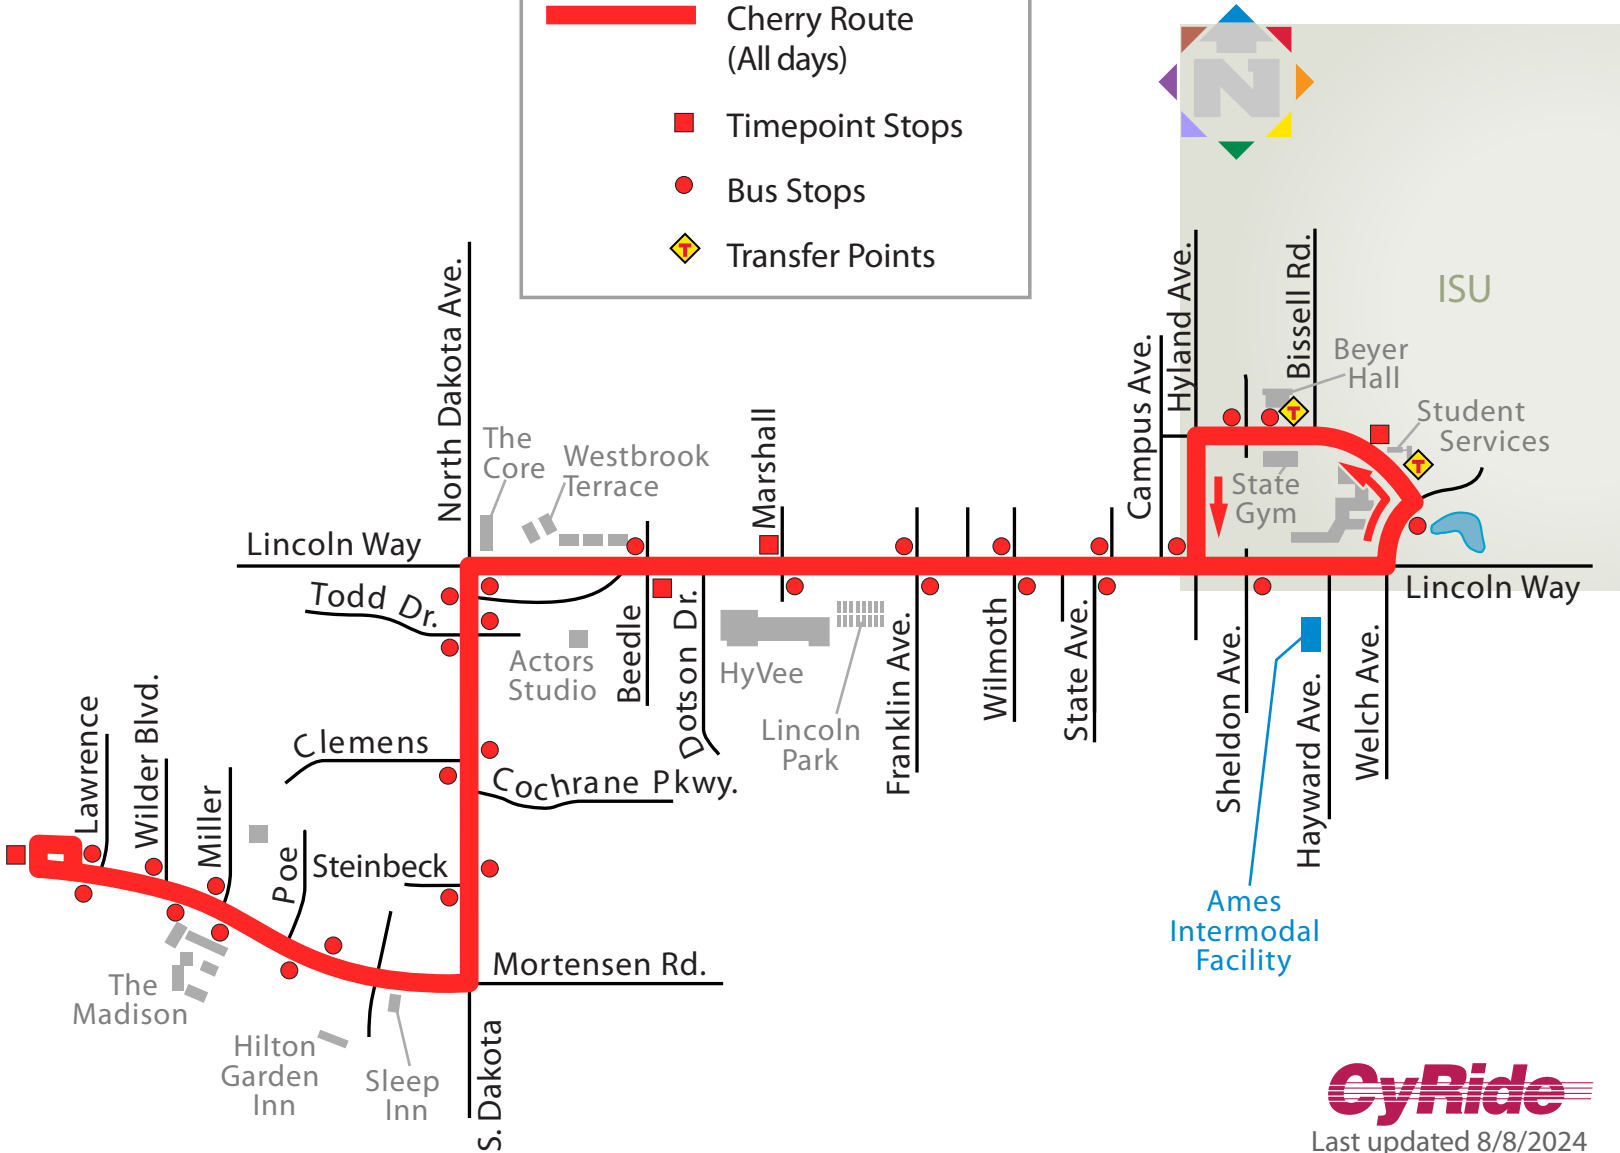 Cherry Route
(All days)
Timepoint Stops
Bus Stops
T
Transfer Points
N
ISU
North Dakota Ave.
Hyland Ave.
Bissell Rd.
Campus Ave.
Beyer
Hall
T
Student
Services
T
The
Core
Westbrook
Terrace
Marshall
State
Gym
Lincoln Way
Lincoln Way
Todd Dr.
Actors
Studio
Beedle
Dotson Dr.
HyVee
Lincoln
Park
Franklin Ave.
Wilmoth
State Ave.
Sheldon Ave.
Hayward Ave.
Welch Ave.
Lawrence
Wilder Blvd.
Miller
Clemens
Cochrane Pkwy.
Poe
Steinbeck
Ames
Intermodal
Facility
Mortensen Rd.
The
Madison
Hilton
Garden
Inn
Sleep
Inn
S. Dakota
CyRide
Last updated 8/8/2024